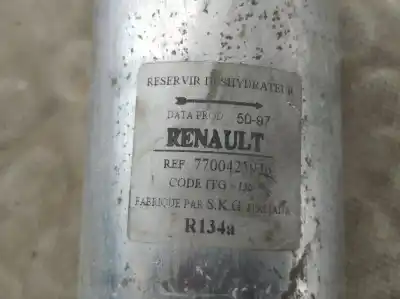 RESERVIR DESHYDRATEUR
DATA PROD 50-97
RENAULT
REF
CODE ITG -
FABRIQUE PAR S.K.G.
R134a